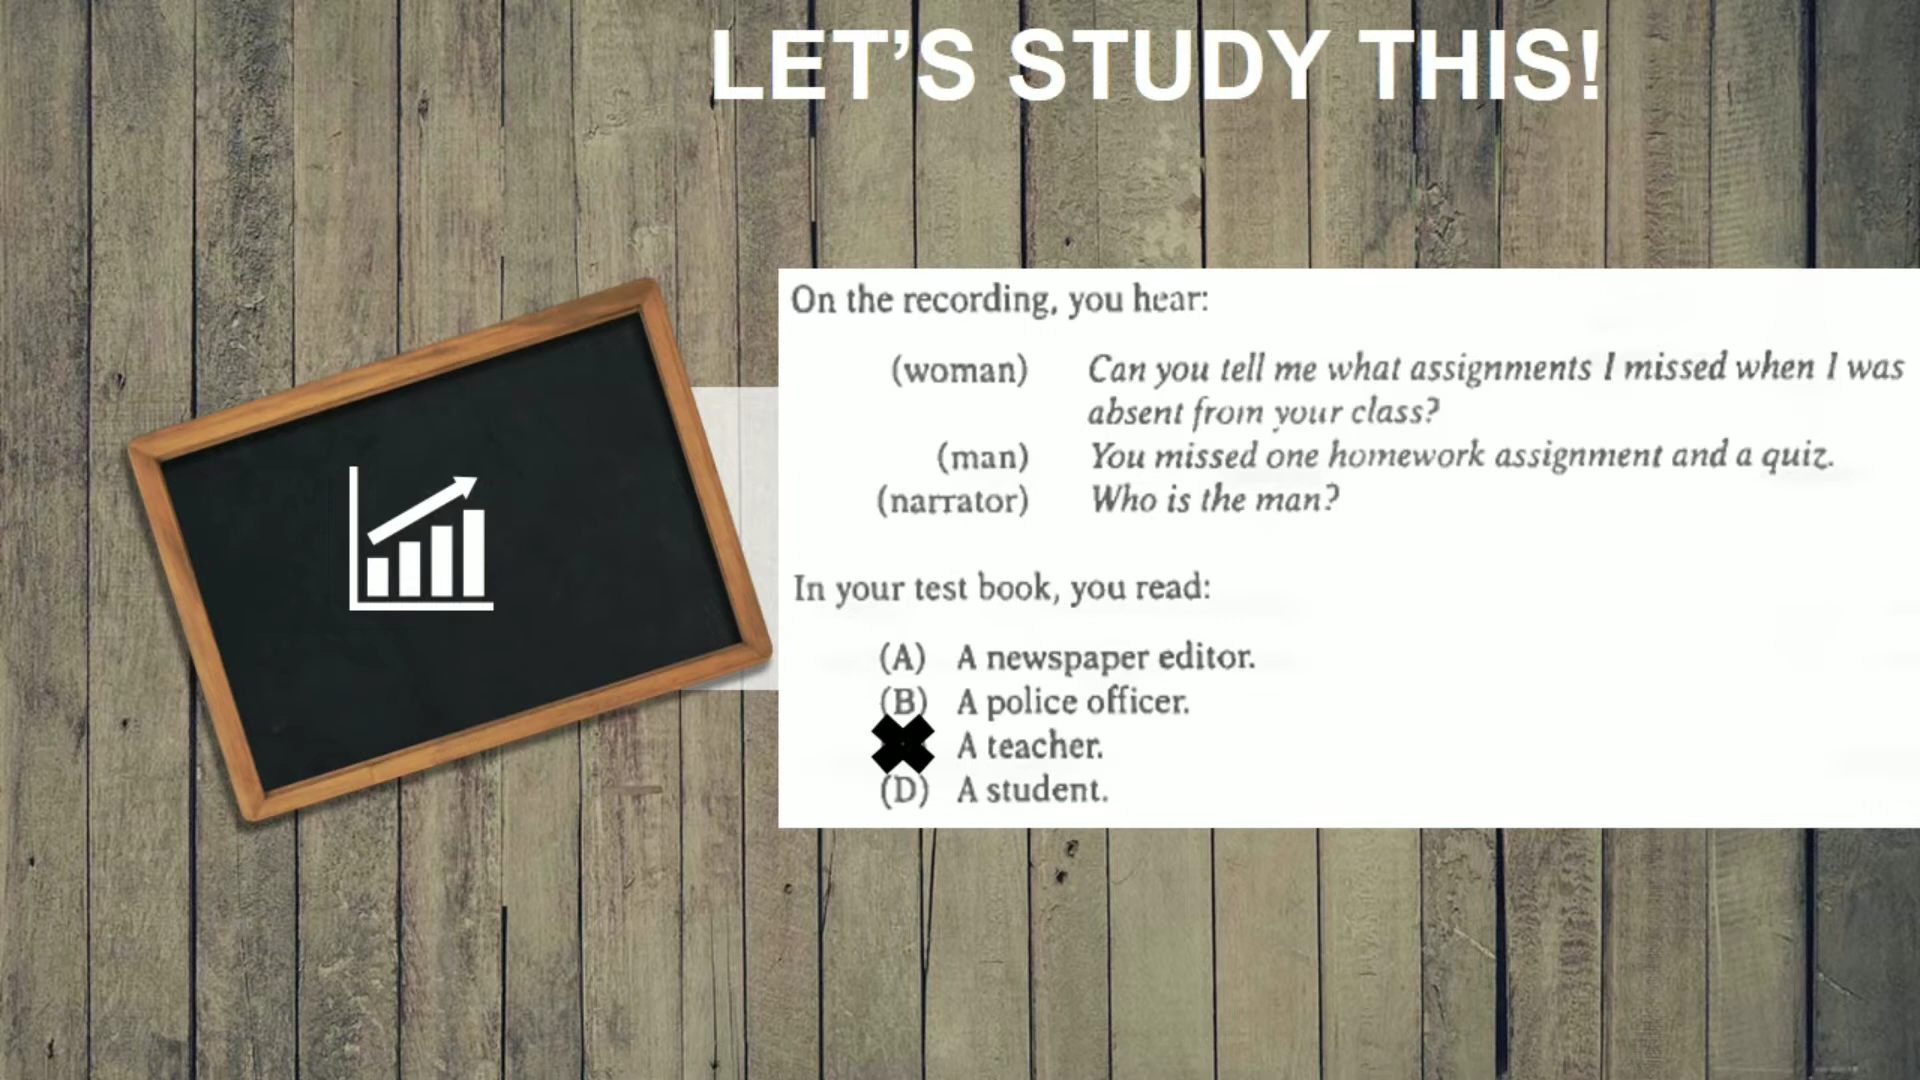 LET'S STUDY THIS!
On the recording, you hear:
(woman) Can you tell me what assignments I missed when I was
absent from your class?
(man) You missed one homework assignment and a quiz.
(narrator) Who is the man?
In your test book, you read:
(A) A newspaper editor.
(B) A police officer.
A teacher.
(D) A student.